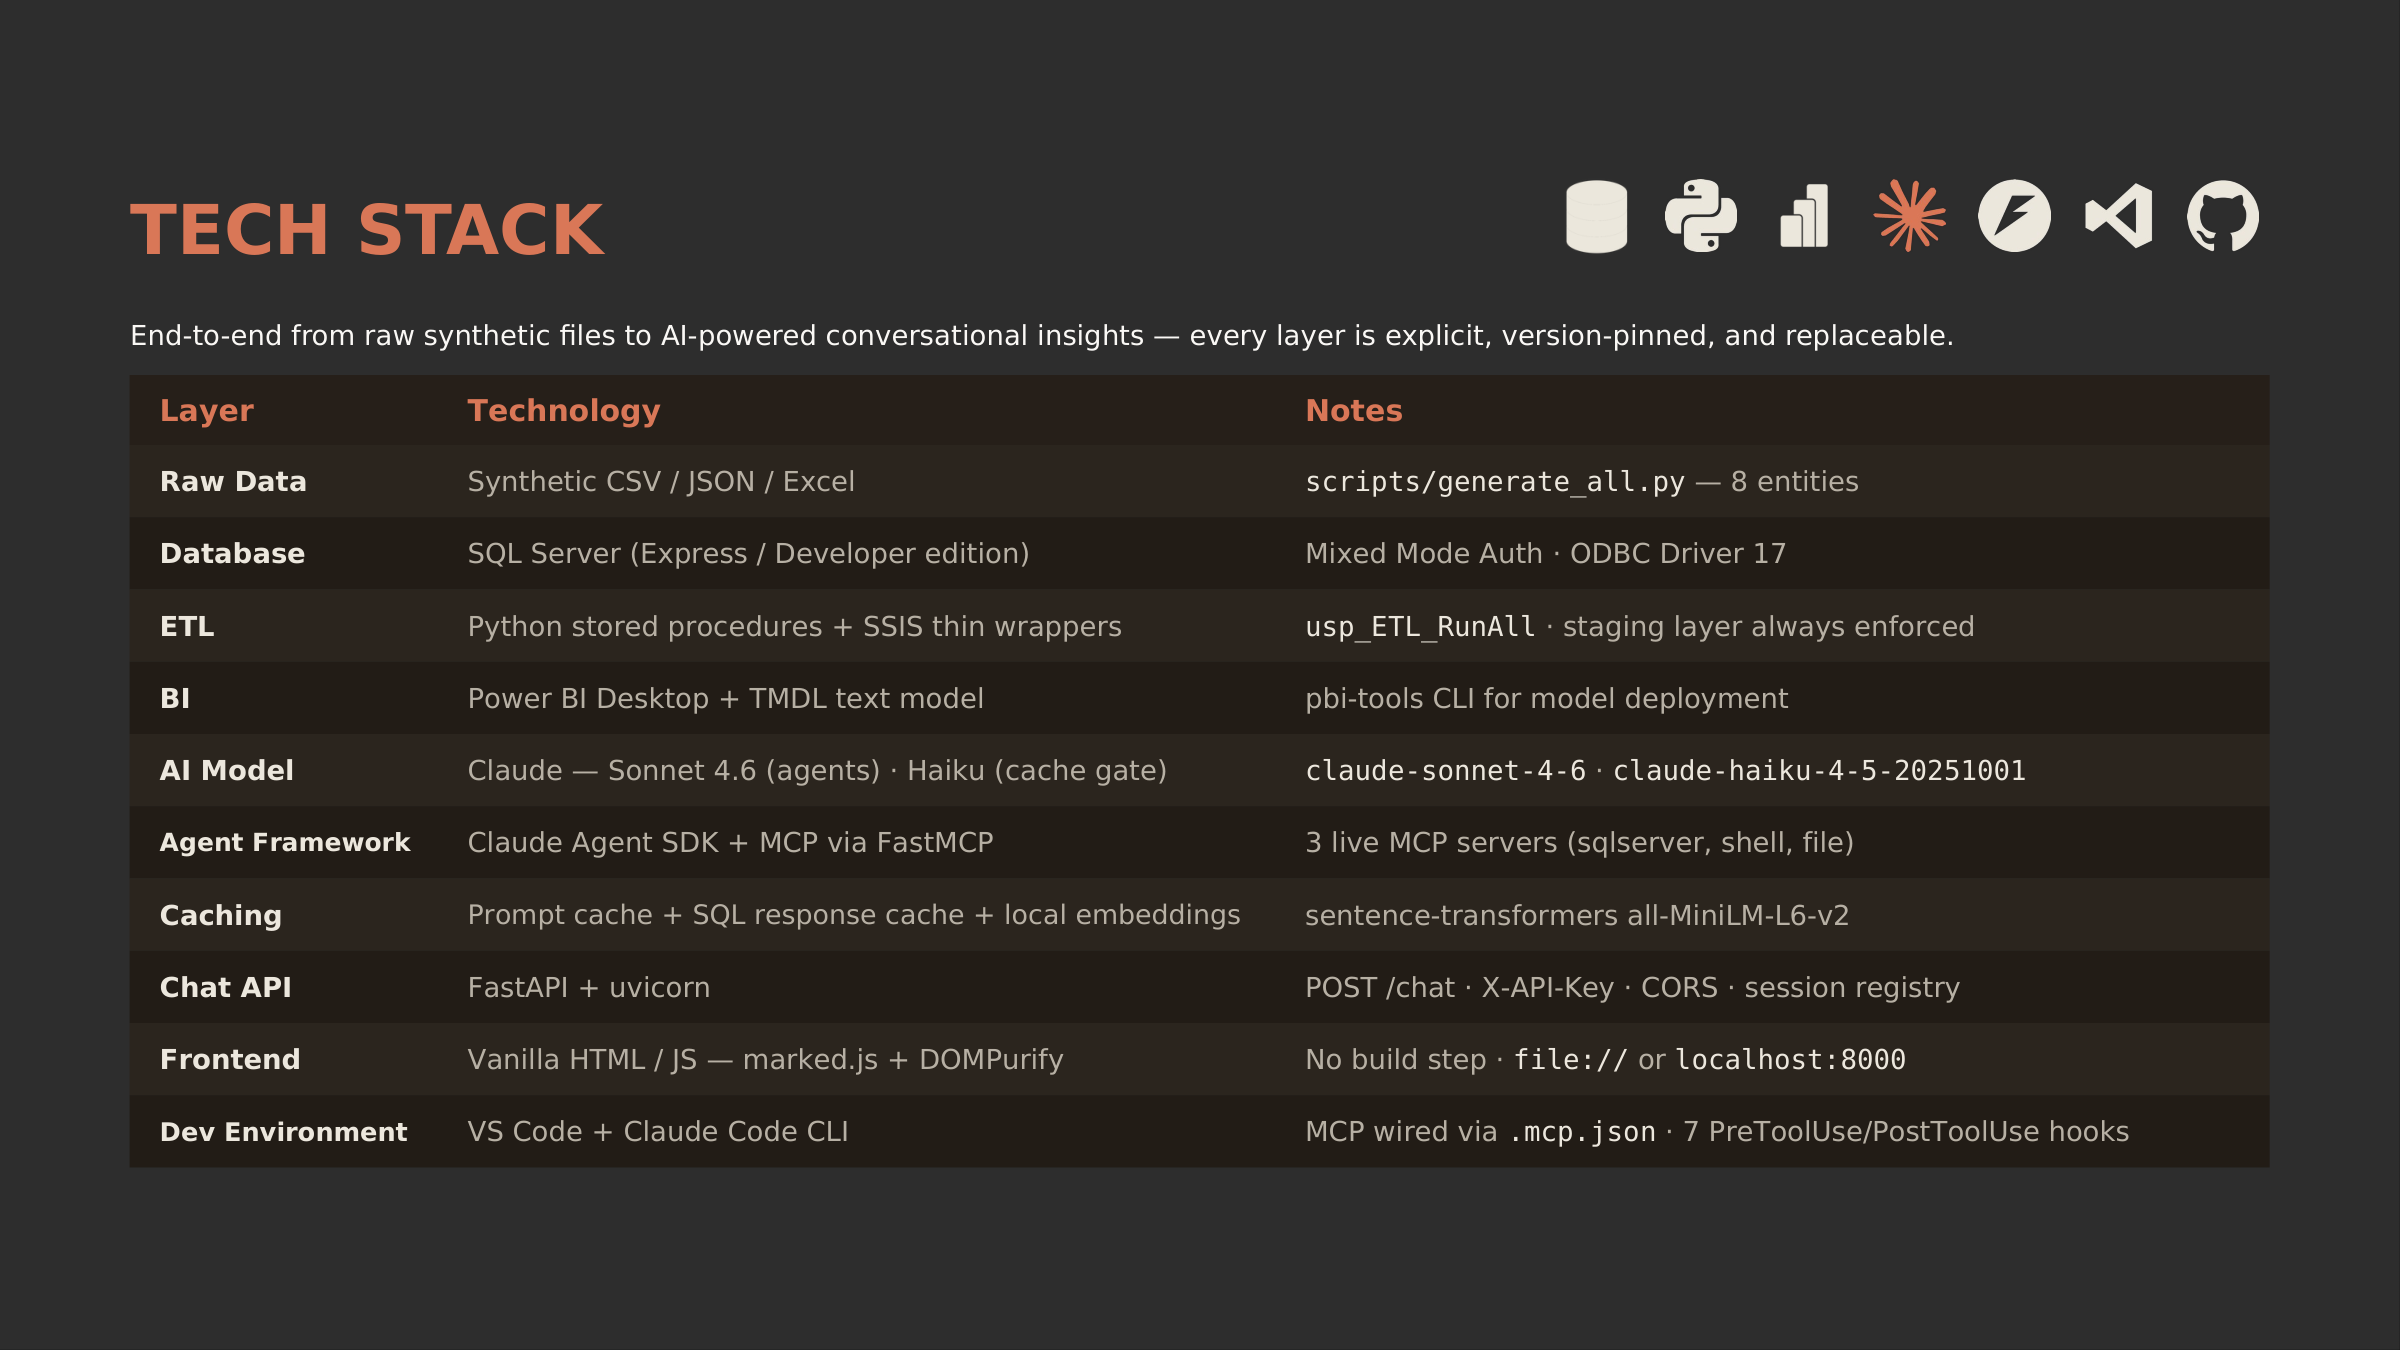 TECH STACK
End-to-end from raw synthetic files to AI-powered conversational insights — every layer is explicit, version-pinned, and replaceable.
Layer Technology Notes
Raw Data Synthetic CSV / JSON / Excel scripts/generate_all.py — 8 entities
Database SQL Server (Express / Developer edition) Mixed Mode Auth · ODBC Driver 17
ETL Python stored procedures + SSIS thin wrappers usp_ETL_RunAll · staging layer always enforced
BI Power BI Desktop + TMDL text model pbi-tools CLI for model deployment
AI Model Claude — Sonnet 4.6 (agents) · Haiku (cache gate) claude-sonnet-4-6 · claude-haiku-4-5-20251001
Agent Framework Claude Agent SDK + MCP via FastMCP 3 live MCP servers (sqlserver, shell, file)
Caching Prompt cache + SQL response cache + local embeddings sentence-transformers all-MiniLM-L6-v2
Chat API FastAPI + uvicorn POST /chat · X-API-Key · CORS · session registry
Frontend Vanilla HTML / JS — marked.js + DOMPurify No build step · file:// or localhost:8000
Dev Environment VS Code + Claude Code CLI MCP wired via .mcp.json · 7 PreToolUse/PostToolUse hooks